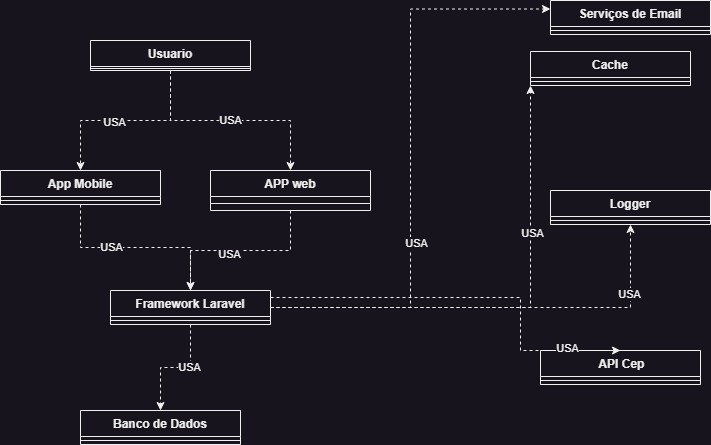 Serviços de Email
Usuario
Cache
USA
USA
App Mobile
APP web
Logger
USA
USA
USA
USA
Framework Laravel
USA
USA
API Cep
USA
Banco de Dados